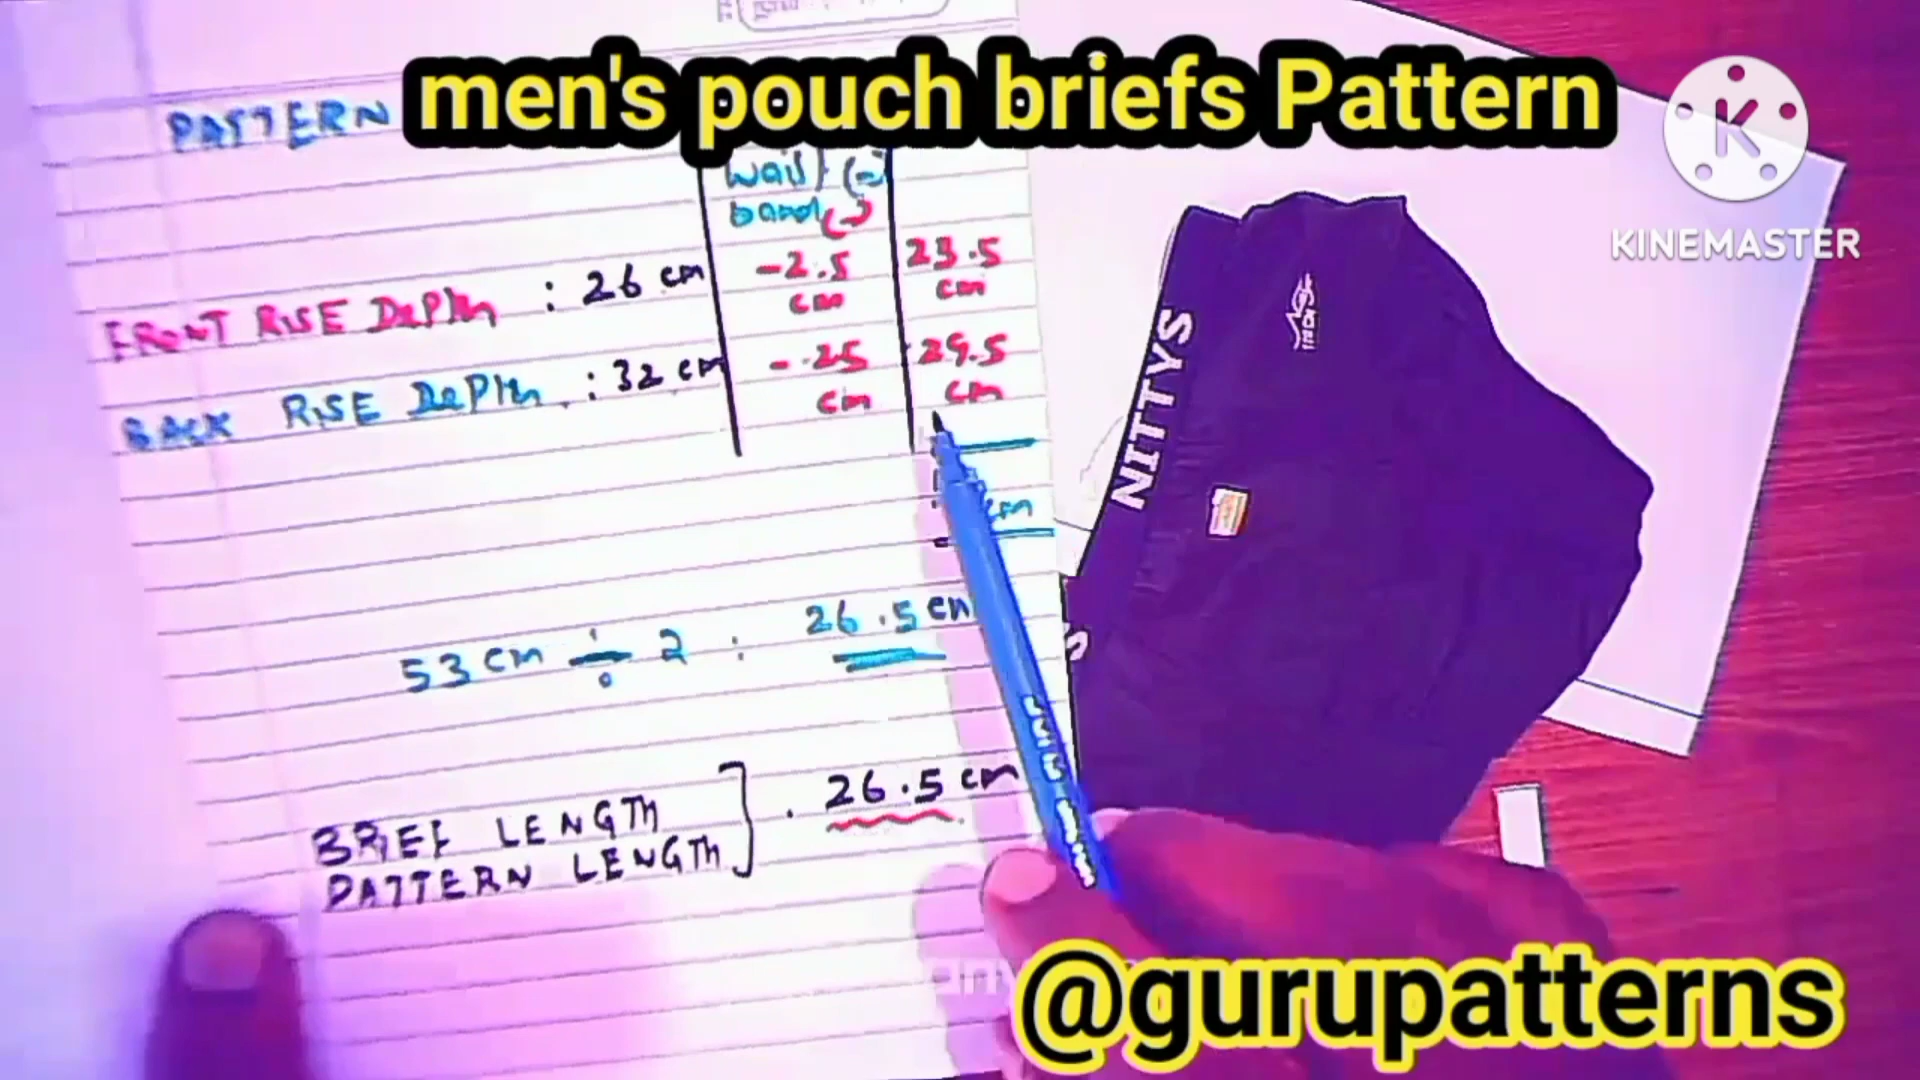 men's pouch briefs Pattern
PATTERN
KINEMASTER
waist (-)
band (-)
FRONT RISE DePth : 26 cm -2.5 cm 23.5 cm
BACK RISE DePth : 32 cm -.25 cm 29.5 cm
cm
NITTYS
53 cm ÷ 2 : 26.5 cm
BRIEF LENGTh
PATTERN LENGTh ] . 26.5 cm
@gurupatterns